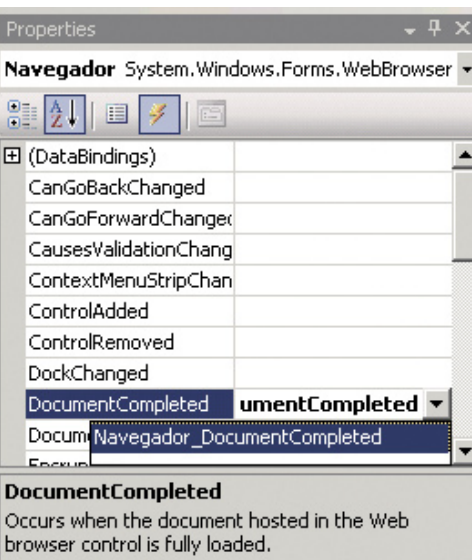 Properties
Navegador System.Windows.Forms.WebBrowser
(DataBindings)
CanGoBackChanged
CanGoForwardChange
CausesValidationChang
ContextMenuStripChan
ControlAdded
ControlRemoved
DockChanged
DocumentCompleted umentCompleted
Docum Navegador_DocumentCompleted
DocumentCompleted
Occurs when the document hosted in the Web
browser control is fully loaded.